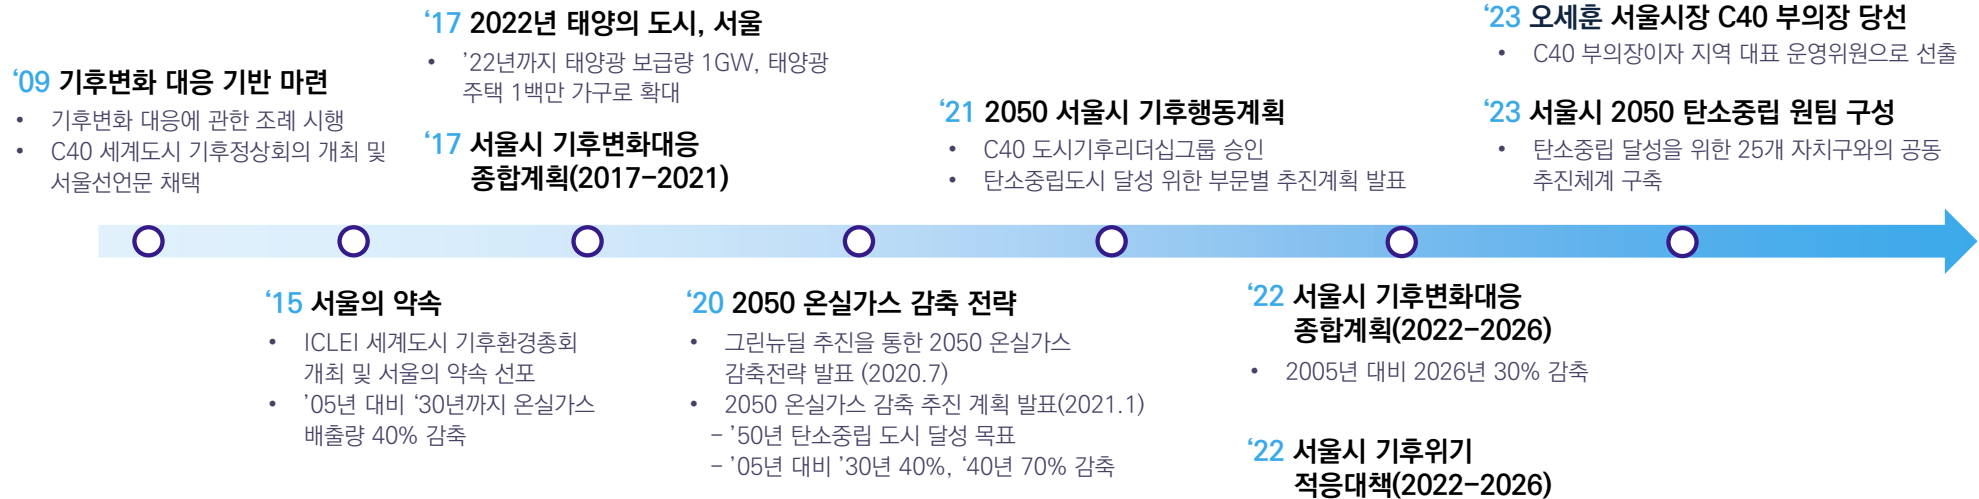 ‘09 기후변화 대응 기반 마련
• 기후변화 대응에 관한 조례 시행
• C40 세계도시 기후정상회의 개최 및
서울선언문 채택
‘15 서울의 약속
• ICLEI 세계도시 기후환경총회
개최 및 서울의 약속 선포
• ’05년 대비 ‘30년까지 온실가스
배출량 40% 감축
‘17 2022년 태양의 도시, 서울
• ’22년까지 태양광 보급량 1GW, 태양광
주택 1백만 가구로 확대
‘17 서울시 기후변화대응
종합계획(2017-2021)
‘20 2050 온실가스 감축 전략
• 그린뉴딜 추진을 통한 2050 온실가스
감축전략 발표 (2020.7)
• 2050 온실가스 감축 추진 계획 발표(2021.1)
- ’50년 탄소중립 도시 달성 목표
- ’05년 대비 ’30년 40%, ‘40년 70% 감축
‘21 2050 서울시 기후행동계획
• C40 도시기후리더십그룹 승인
• 탄소중립도시 달성 위한 부문별 추진계획 발표
‘22 서울시 기후변화대응
종합계획(2022-2026)
• 2005년 대비 2026년 30% 감축
‘22 서울시 기후위기
적응대책(2022-2026)
‘23 오세훈 서울시장 C40 부의장 당선
• C40 부의장이자 지역 대표 운영위원으로 선출
‘23 서울시 2050 탄소중립 원팀 구성
• 탄소중립 달성을 위한 25개 자치구와의 공동
추진체계 구축